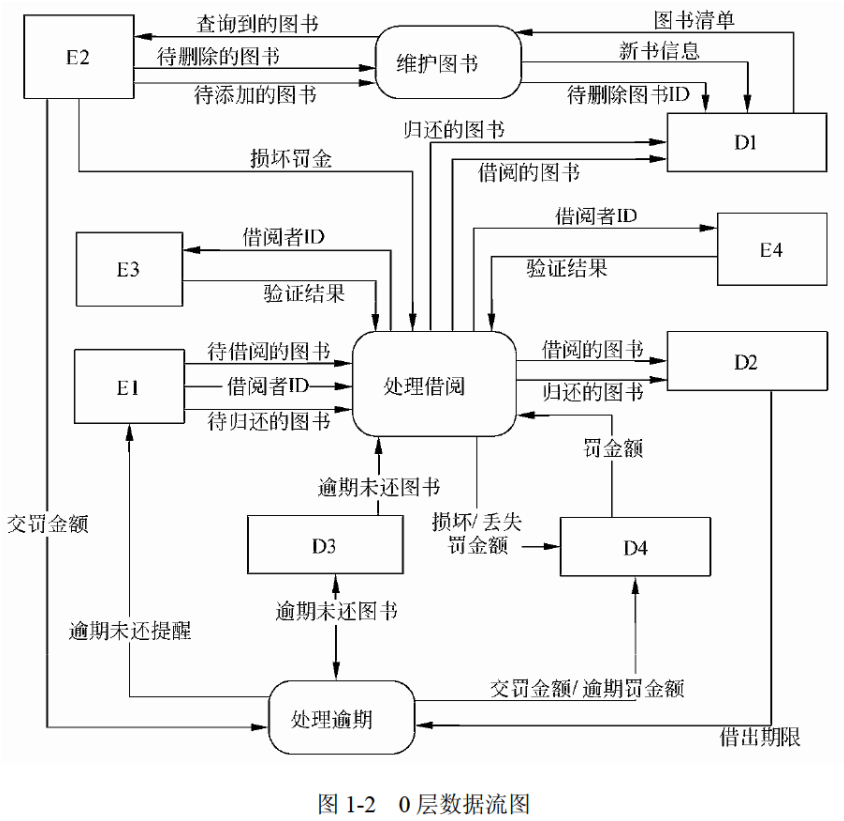 查询到的图书
图书清单
E2
待删除的图书
维护图书
新书信息
待添加的图书
待删除图书ID
归还的图书
D1
损坏罚金
借阅的图书
借阅者ID
借阅者ID
E3
E4
验证结果
验证结果
待借阅的图书
借阅的图书
D2
E1
借阅者ID
处理借阅
待归还的图书
归还的图书
罚金额
逾期未还图书
交罚金额
损坏/丢失
罚金额
D3
D4
逾期未还图书
逾期未还提醒
交罚金额/逾期罚金额
处理逾期
借出期限
图 1-2 0 层数据流图